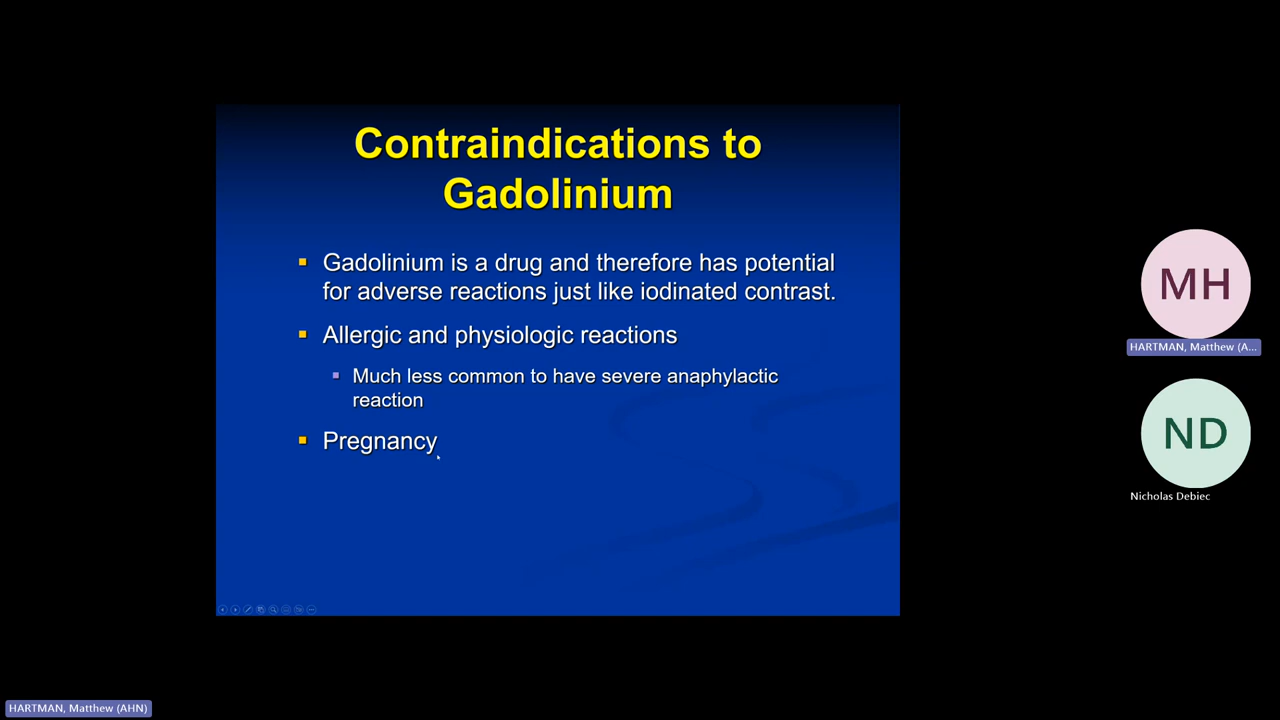 Contraindications to
Gadolinium
Gadolinium is a drug and therefore has potential
for adverse reactions just like iodinated contrast.
Allergic and physiologic reactions
Much less common to have severe anaphylactic
reaction
Pregnancy
MH
HARTMAN, Matthew (A...
ND
Nicholas Debiec
HARTMAN, Matthew (AHN)